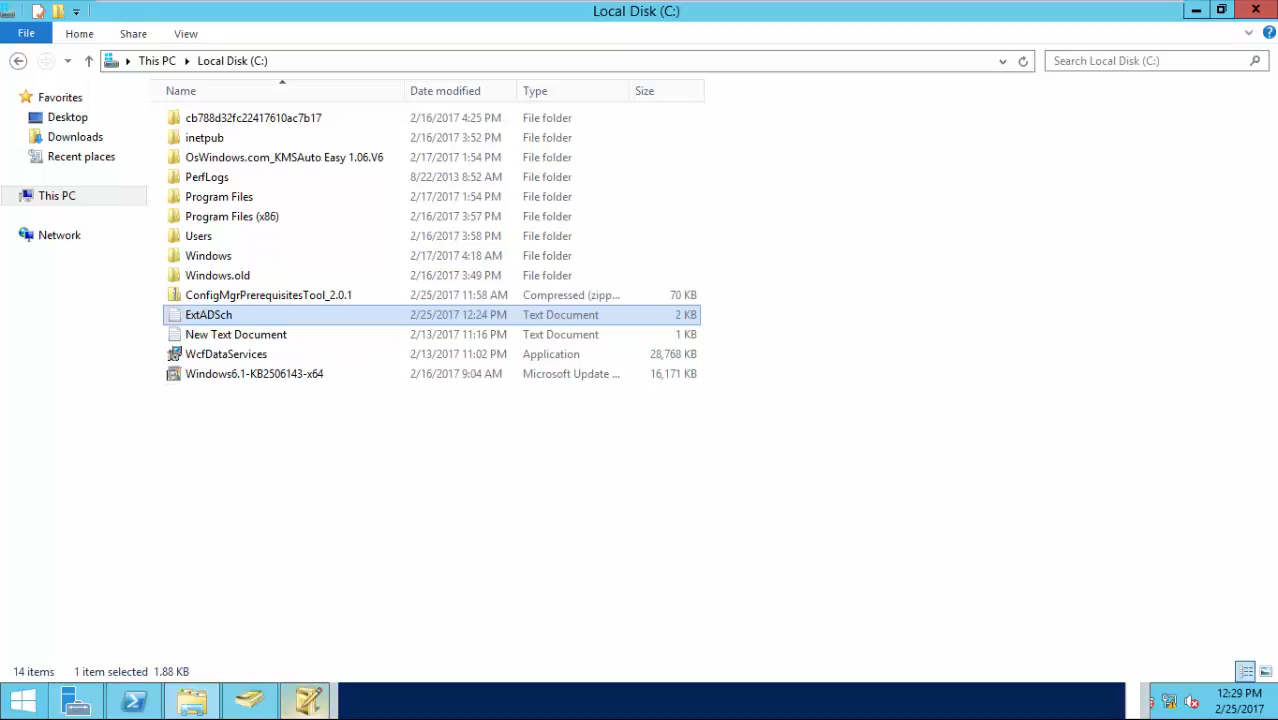 Local Disk (C:)
File Home Share View
This PC Local Disk (C:) Search Local Disk (C:)
Name Date modified Type Size
Favorites
Desktop
Downloads
Recent places
This PC
Network
cb788d32fc22417610ac7b17 2/16/2017 4:25 PM File folder
inetpub 2/16/2017 3:52 PM File folder
OsWindows.com_KMSAuto Easy 1.06.V6 2/17/2017 1:54 PM File folder
PerfLogs 8/22/2013 8:52 AM File folder
Program Files 2/17/2017 1:54 PM File folder
Program Files (x86) 2/16/2017 3:57 PM File folder
Users 2/16/2017 3:58 PM File folder
Windows 2/17/2017 4:18 AM File folder
Windows.old 2/16/2017 3:49 PM File folder
ConfigMgrPrerequisitesTool_2.0.1 2/25/2017 11:58 AM Compressed (zipp... 70 KB
ExtADSch 2/25/2017 12:24 PM Text Document 2 KB
New Text Document 2/13/2017 11:16 PM Text Document 1 KB
WcfDataServices 2/13/2017 11:02 PM Application 28,768 KB
Windows6.1-KB2506143-x64 2/16/2017 9:04 AM Microsoft Update ... 16,171 KB
14 items 1 item selected 1.88 KB
12:29 PM
2/25/2017